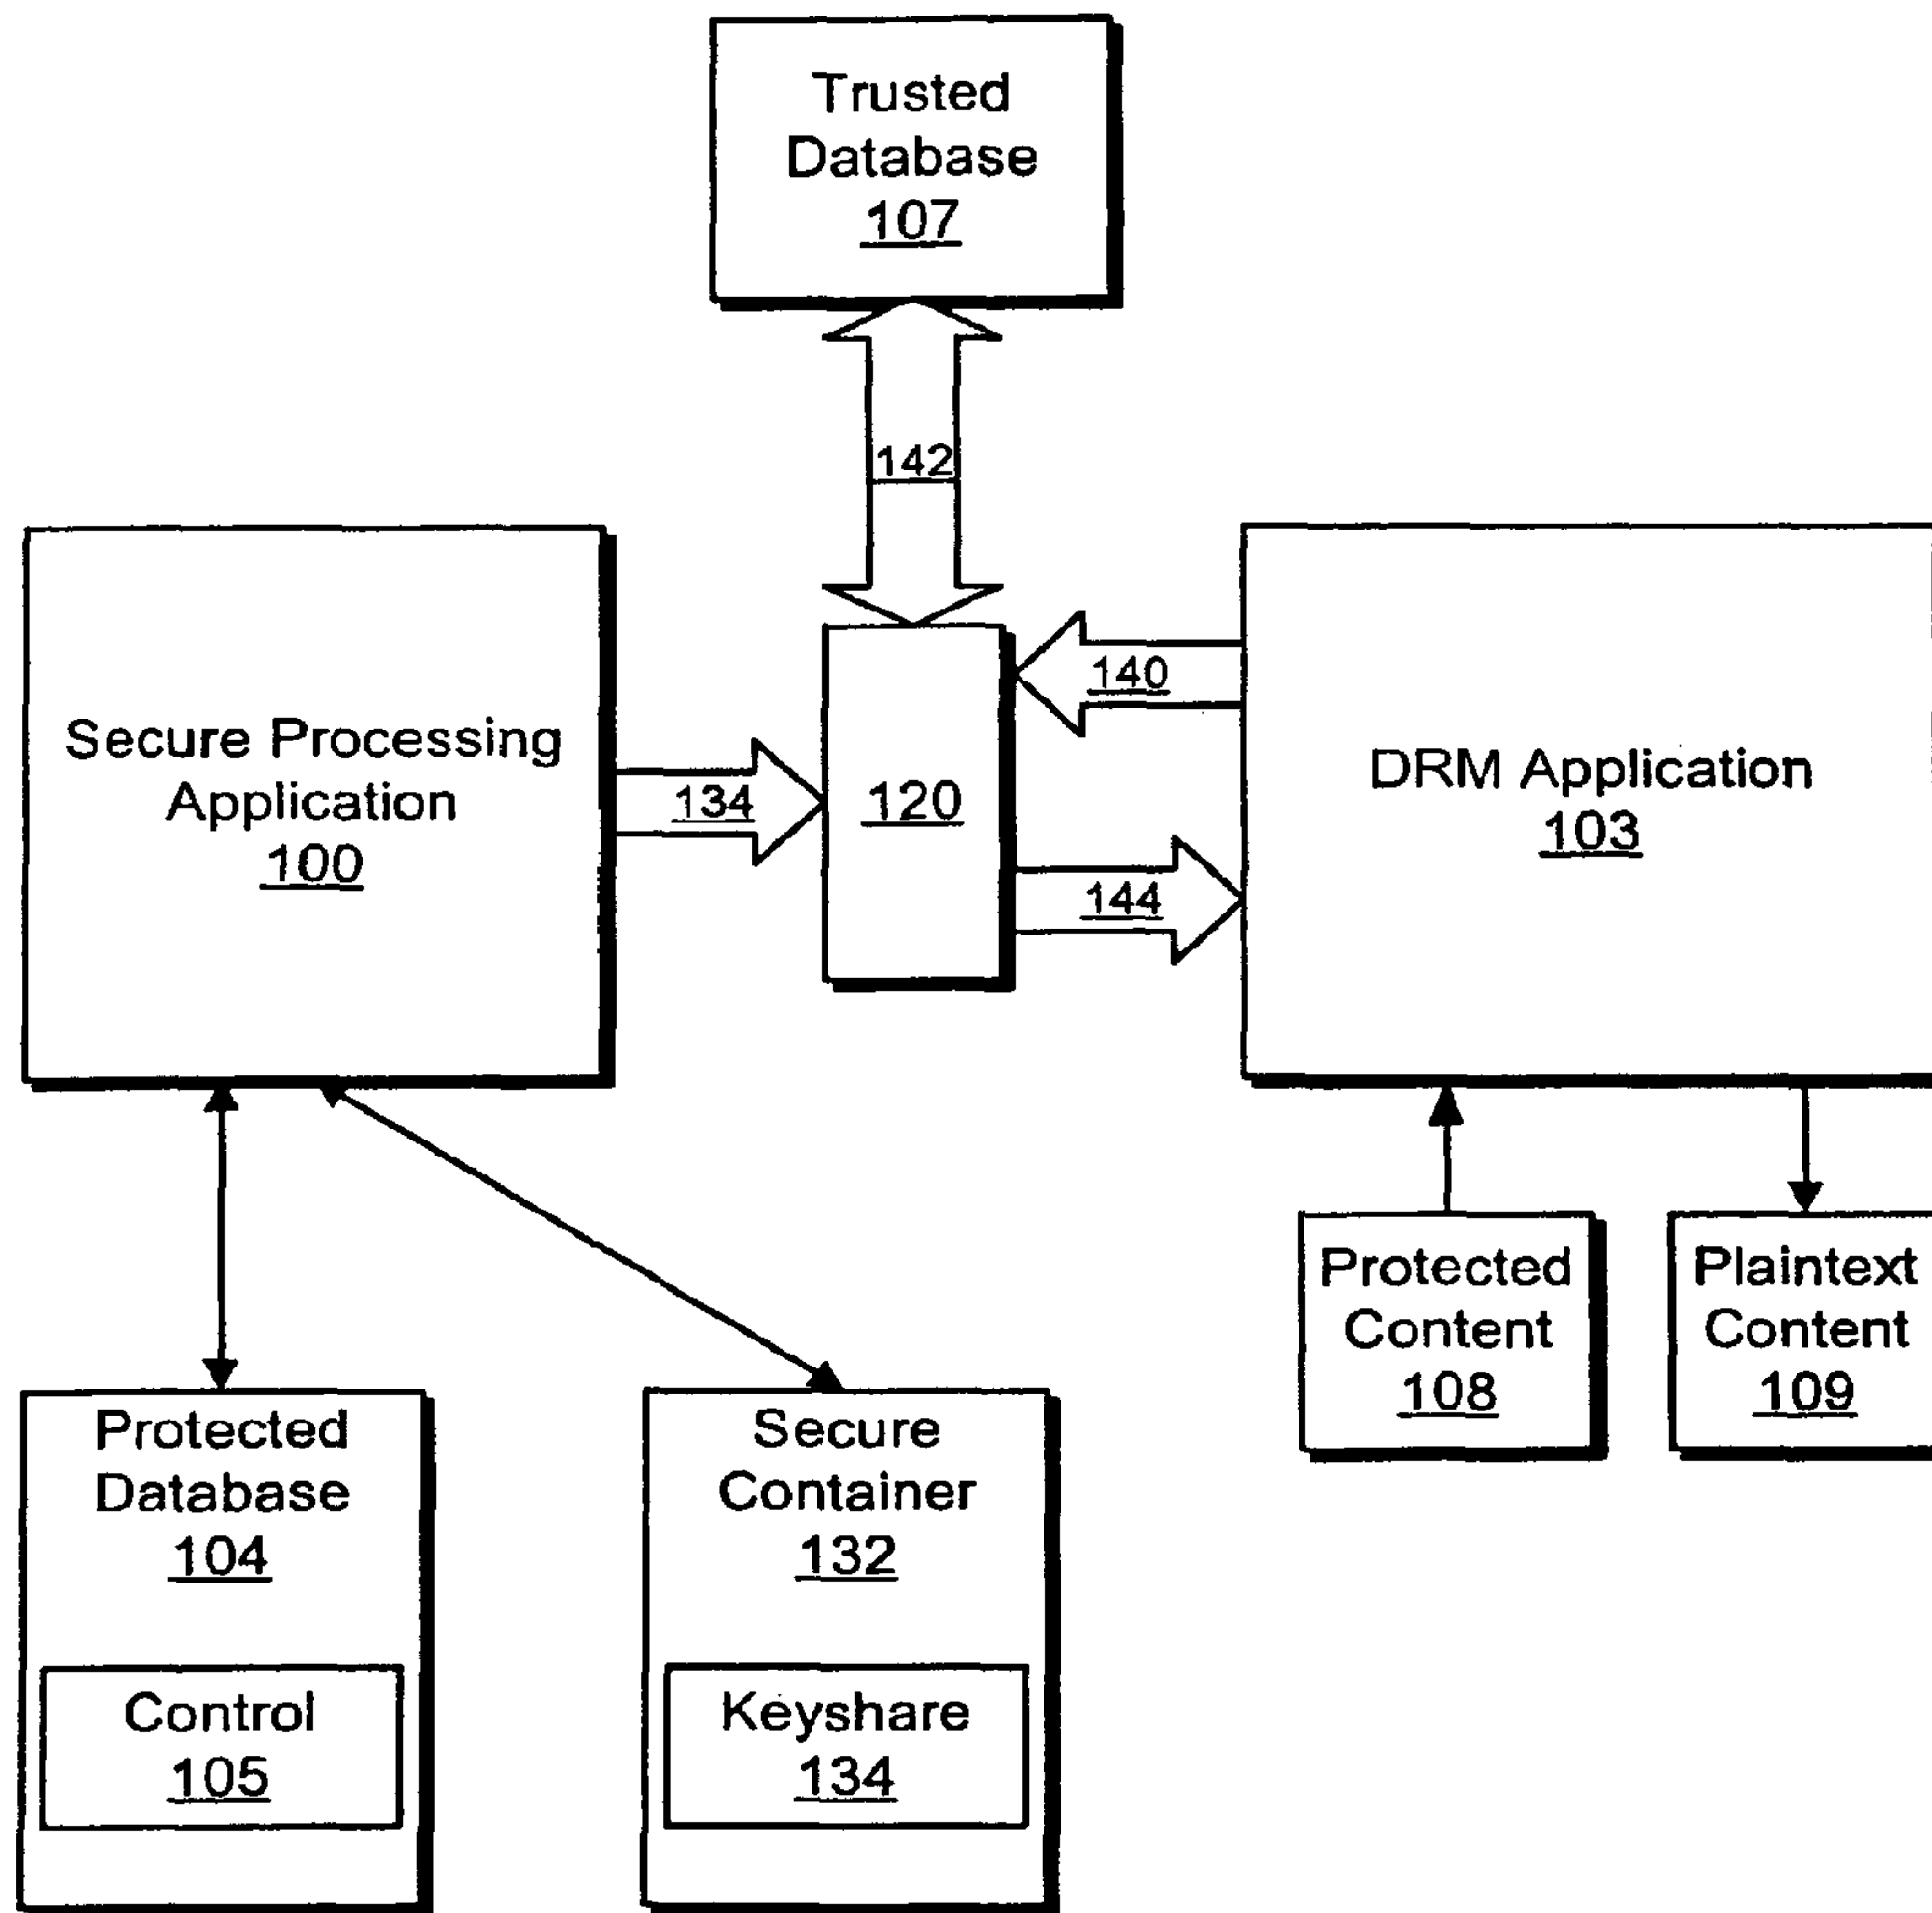 Trusted
Database
107
142
140
Secure Processing
Application
100
134
120
DRM Application
103
144
Protected
Content
108
Plaintext
Content
109
Protected
Database
104
Secure
Container
132
Control
105
Keyshare
134